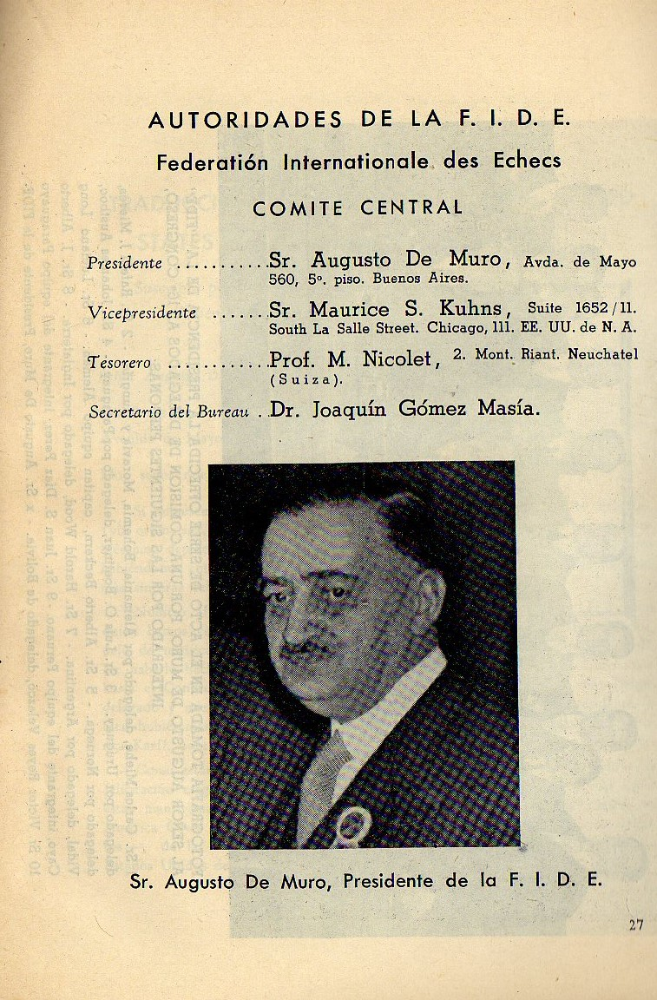 AUTORIDADES DE LA F. I. D. E.
Federatión Internationale des Echecs
COMITE CENTRAL
Presidente ...........Sr. Augusto De Muro, Avda. de Mayo
560, 5º. piso. Buenos Aires.
Vicepresidente .......Sr. Maurice S. Kuhns, Suite 1652/11.
South La Salle Street. Chicago, 111. EE. UU. de N. A.
Tesorero ............Prof. M. Nicolet, 2. Mont. Riant. Neuchatel
(Suiza).
Secretario del Bureau ..Dr. Joaquín Gómez Masía.
Sr. Augusto De Muro, Presidente de la F. I. D. E.
27